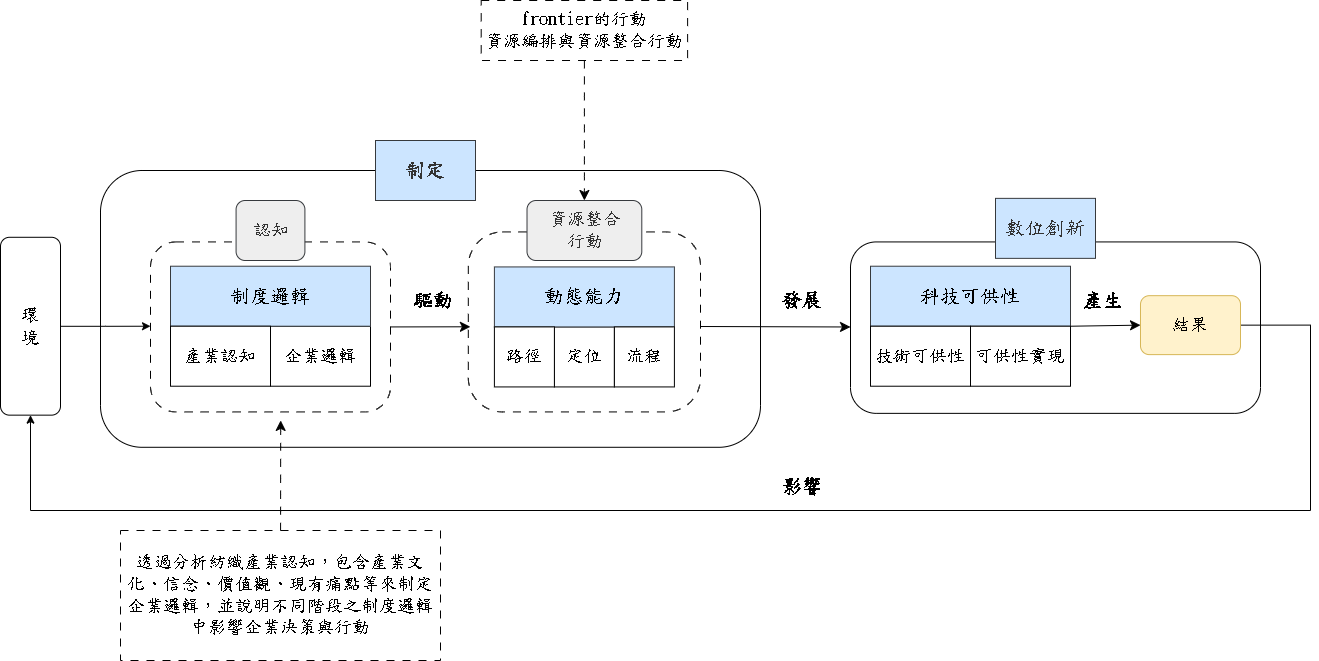 frontier的行動
資源編排與資源整合行動
制定
認知
資源整合
行動
數位創新
環
境
制度邏輯
產業認知
企業邏輯
驅動
動態能力
路徑
定位
流程
發展
科技可供性
技術可供性
可供性實現
產生
結果
影響
透過分析紡織產業認知，包含產業文
化、信念、價值觀、現有痛點等來制定
企業邏輯，並說明不同階段之制度邏輯
中影響企業決策與行動